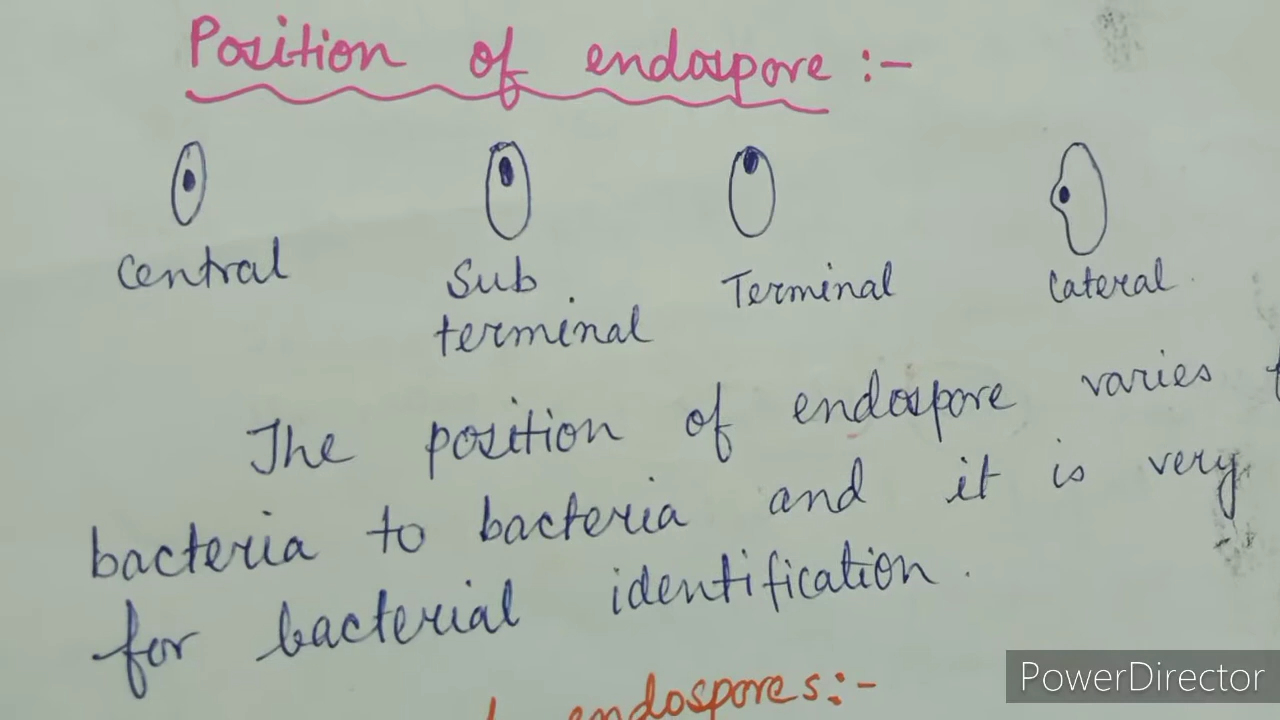 Position of endospore :-
Central
Sub terminal
Terminal
Lateral
The position of endospore varies
bacteria to bacteria and it is very
for bacterial identification.
endospores:-
PowerDirector